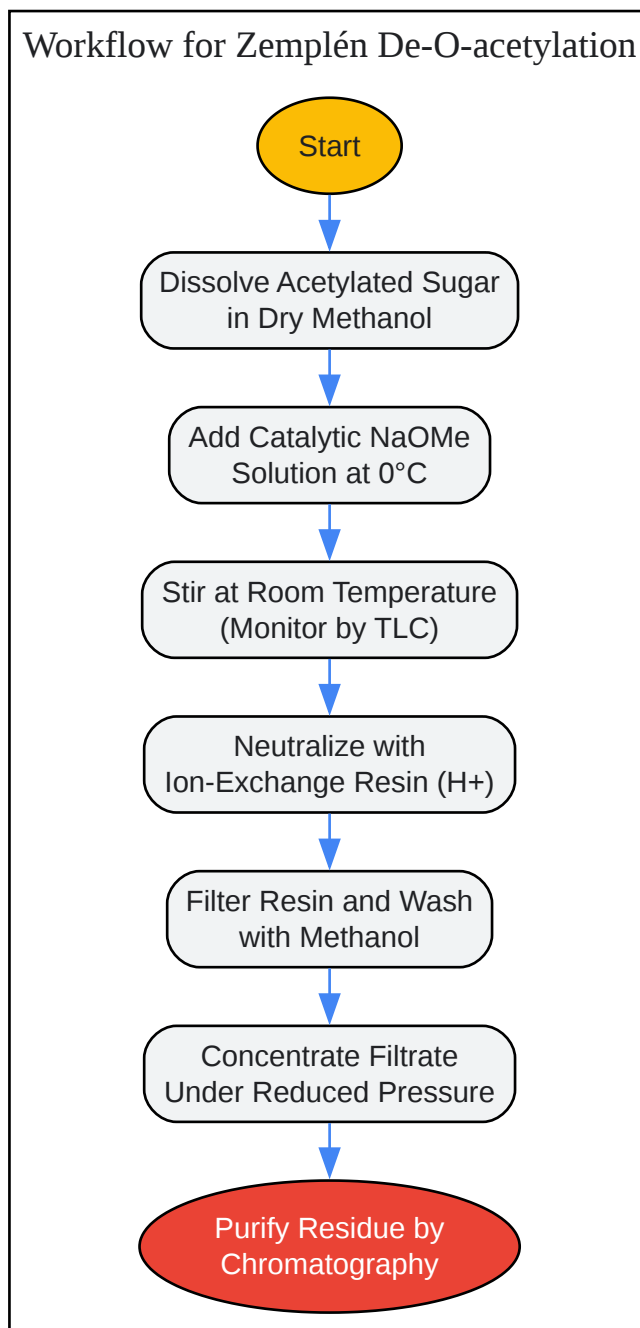 Workflow for Zemplén De-O-acetylation
Start
Dissolve Acetylated Sugar
in Dry Methanol
Add Catalytic NaOMe
Solution at 0°C
Stir at Room Temperature
(Monitor by TLC)
Neutralize with
Ion-Exchange Resin (H+)
Filter Resin and Wash
with Methanol
Concentrate Filtrate
Under Reduced Pressure
Purify Residue by
Chromatography